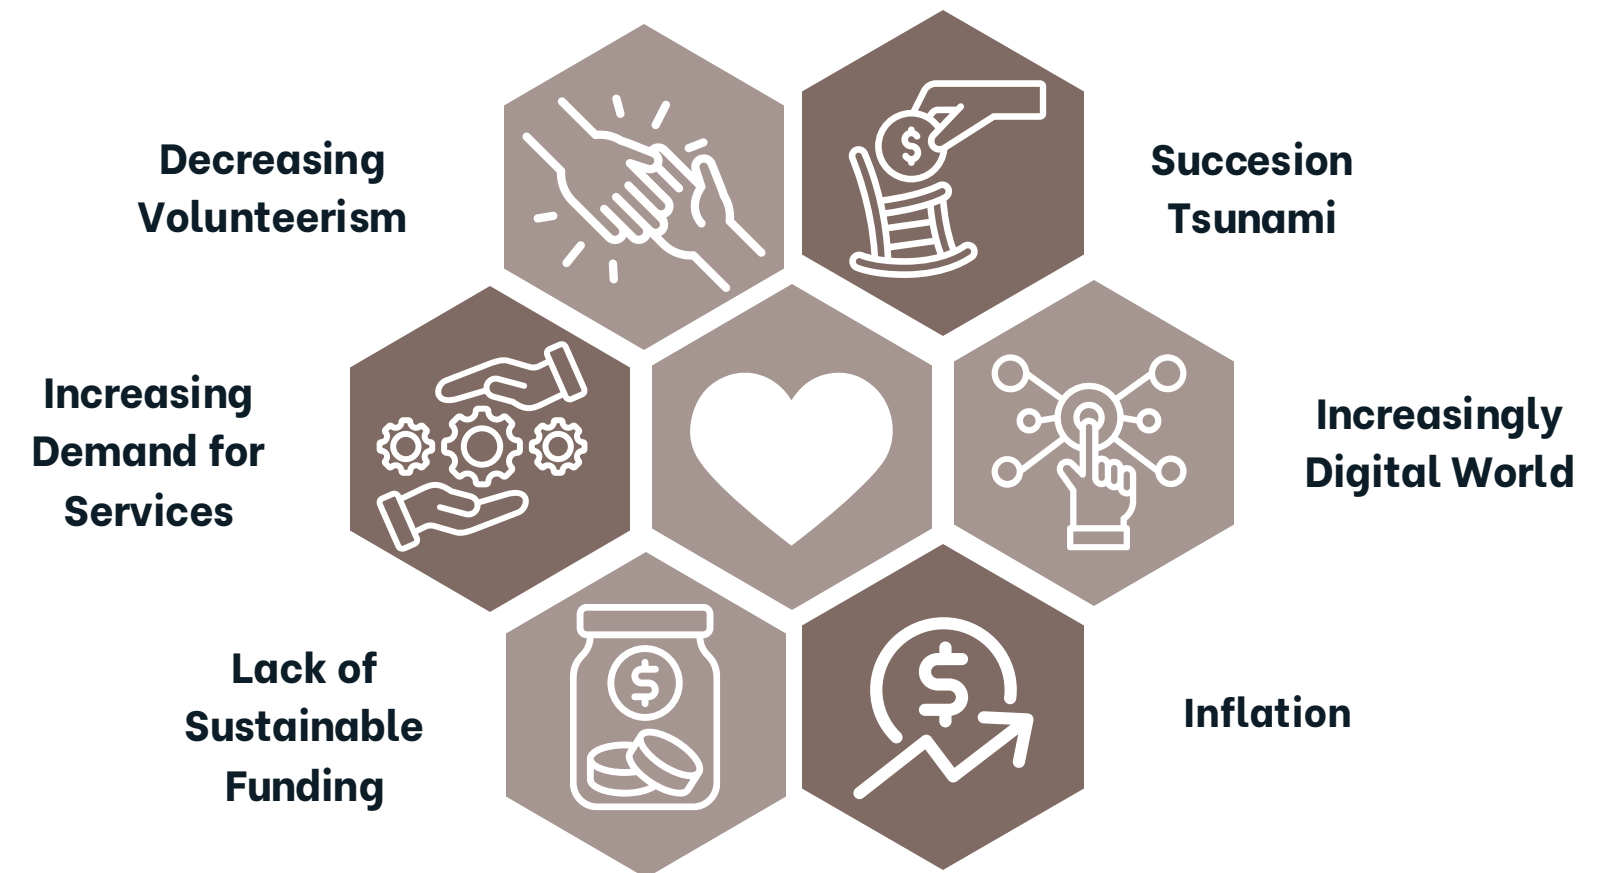 Decreasing
Volunteerism
Succesion
Tsunami
Increasing
Demand for
Services
Increasingly
Digital World
Lack of
Sustainable
Funding
Inflation
$
$
$